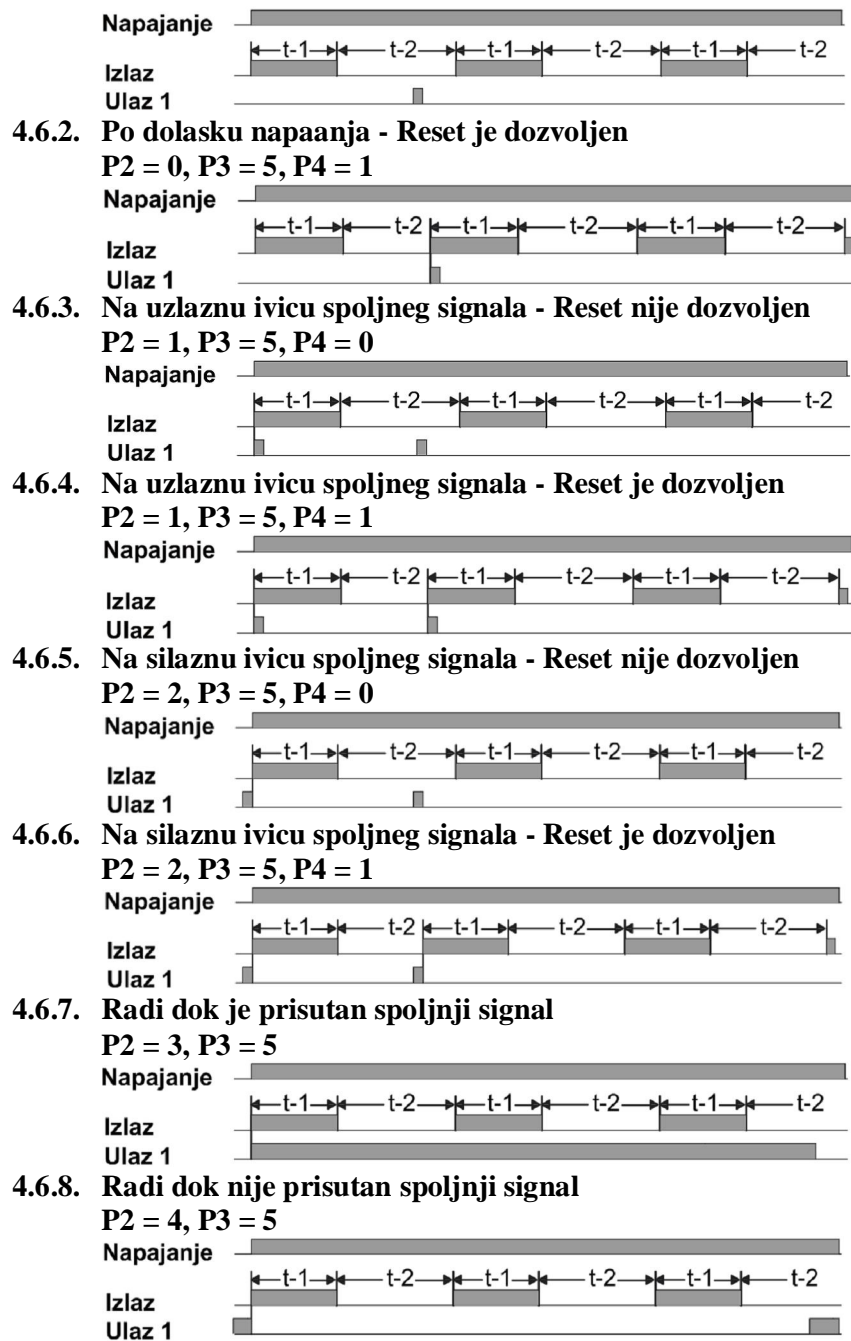 Napajanje
t-1 t-2 t-1 t-2 t-1 t-2
Izlaz
Ulaz 1
4.6.2. Po dolasku napaanja - Reset je dozvoljen
P2 = 0, P3 = 5, P4 = 1
Napajanje
t-1 t-2 t-1 t-2 t-1 t-2
Izlaz
Ulaz 1
4.6.3. Na uzlaznu ivicu spoljneg signala - Reset nije dozvoljen
P2 = 1, P3 = 5, P4 = 0
Napajanje
t-1 t-2 t-1 t-2 t-1 t-2
Izlaz
Ulaz 1
4.6.4. Na uzlaznu ivicu spoljneg signala - Reset je dozvoljen
P2 = 1, P3 = 5, P4 = 1
Napajanje
t-1 t-2 t-1 t-2 t-1 t-2
Izlaz
Ulaz 1
4.6.5. Na silaznu ivicu spoljneg signala - Reset nije dozvoljen
P2 = 2, P3 = 5, P4 = 0
Napajanje
t-1 t-2 t-1 t-2 t-1 t-2
Izlaz
Ulaz 1
4.6.6. Na silaznu ivicu spoljneg signala - Reset je dozvoljen
P2 = 2, P3 = 5, P4 = 1
Napajanje
t-1 t-2 t-1 t-2 t-1 t-2
Izlaz
Ulaz 1
4.6.7. Radi dok je prisutan spoljnji signal
P2 = 3, P3 = 5
Napajanje
t-1 t-2 t-1 t-2 t-1 t-2
Izlaz
Ulaz 1
4.6.8. Radi dok nije prisutan spoljnji signal
P2 = 4, P3 = 5
Napajanje
t-1 t-2 t-1 t-2 t-1 t-2
Izlaz
Ulaz 1